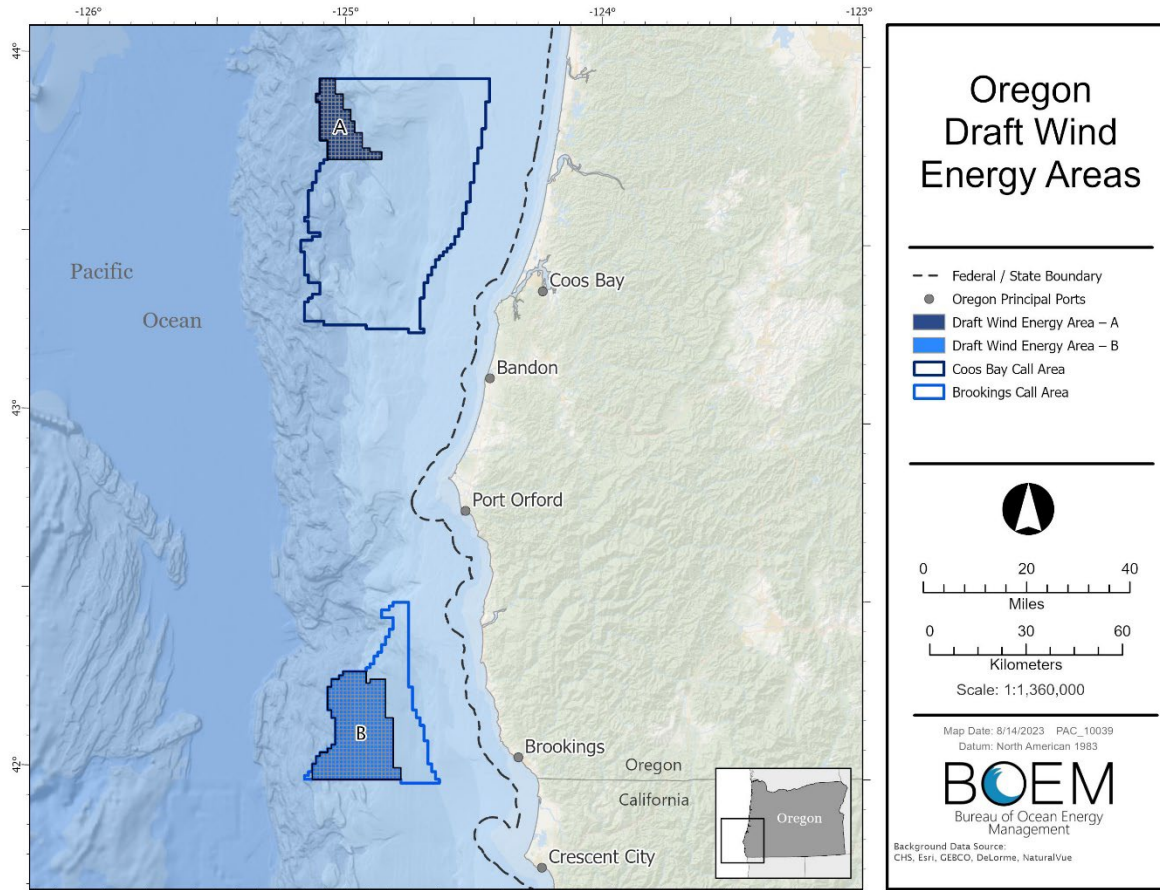 -126°
-125°
-124°
-123°
44°
43°
42°
A
Pacific
Ocean
Coos Bay
Bandon
Port Orford
B
Brookings
Oregon
California
Crescent City
Oregon
Oregon
Draft Wind
Energy Areas
Federal / State Boundary
Oregon Principal Ports
Draft Wind Energy Area – A
Draft Wind Energy Area – B
Coos Bay Call Area
Brookings Call Area
0 20 40
Miles
0 30 60
Kilometers
Scale: 1:1,360,000
Map Date: 8/14/2023 PAC_10039
Datum: North American 1983
BOEM
Bureau of Ocean Energy
Management
Background Data Source:
CHS, Esri, GEBCO, DeLorme, NaturalVue